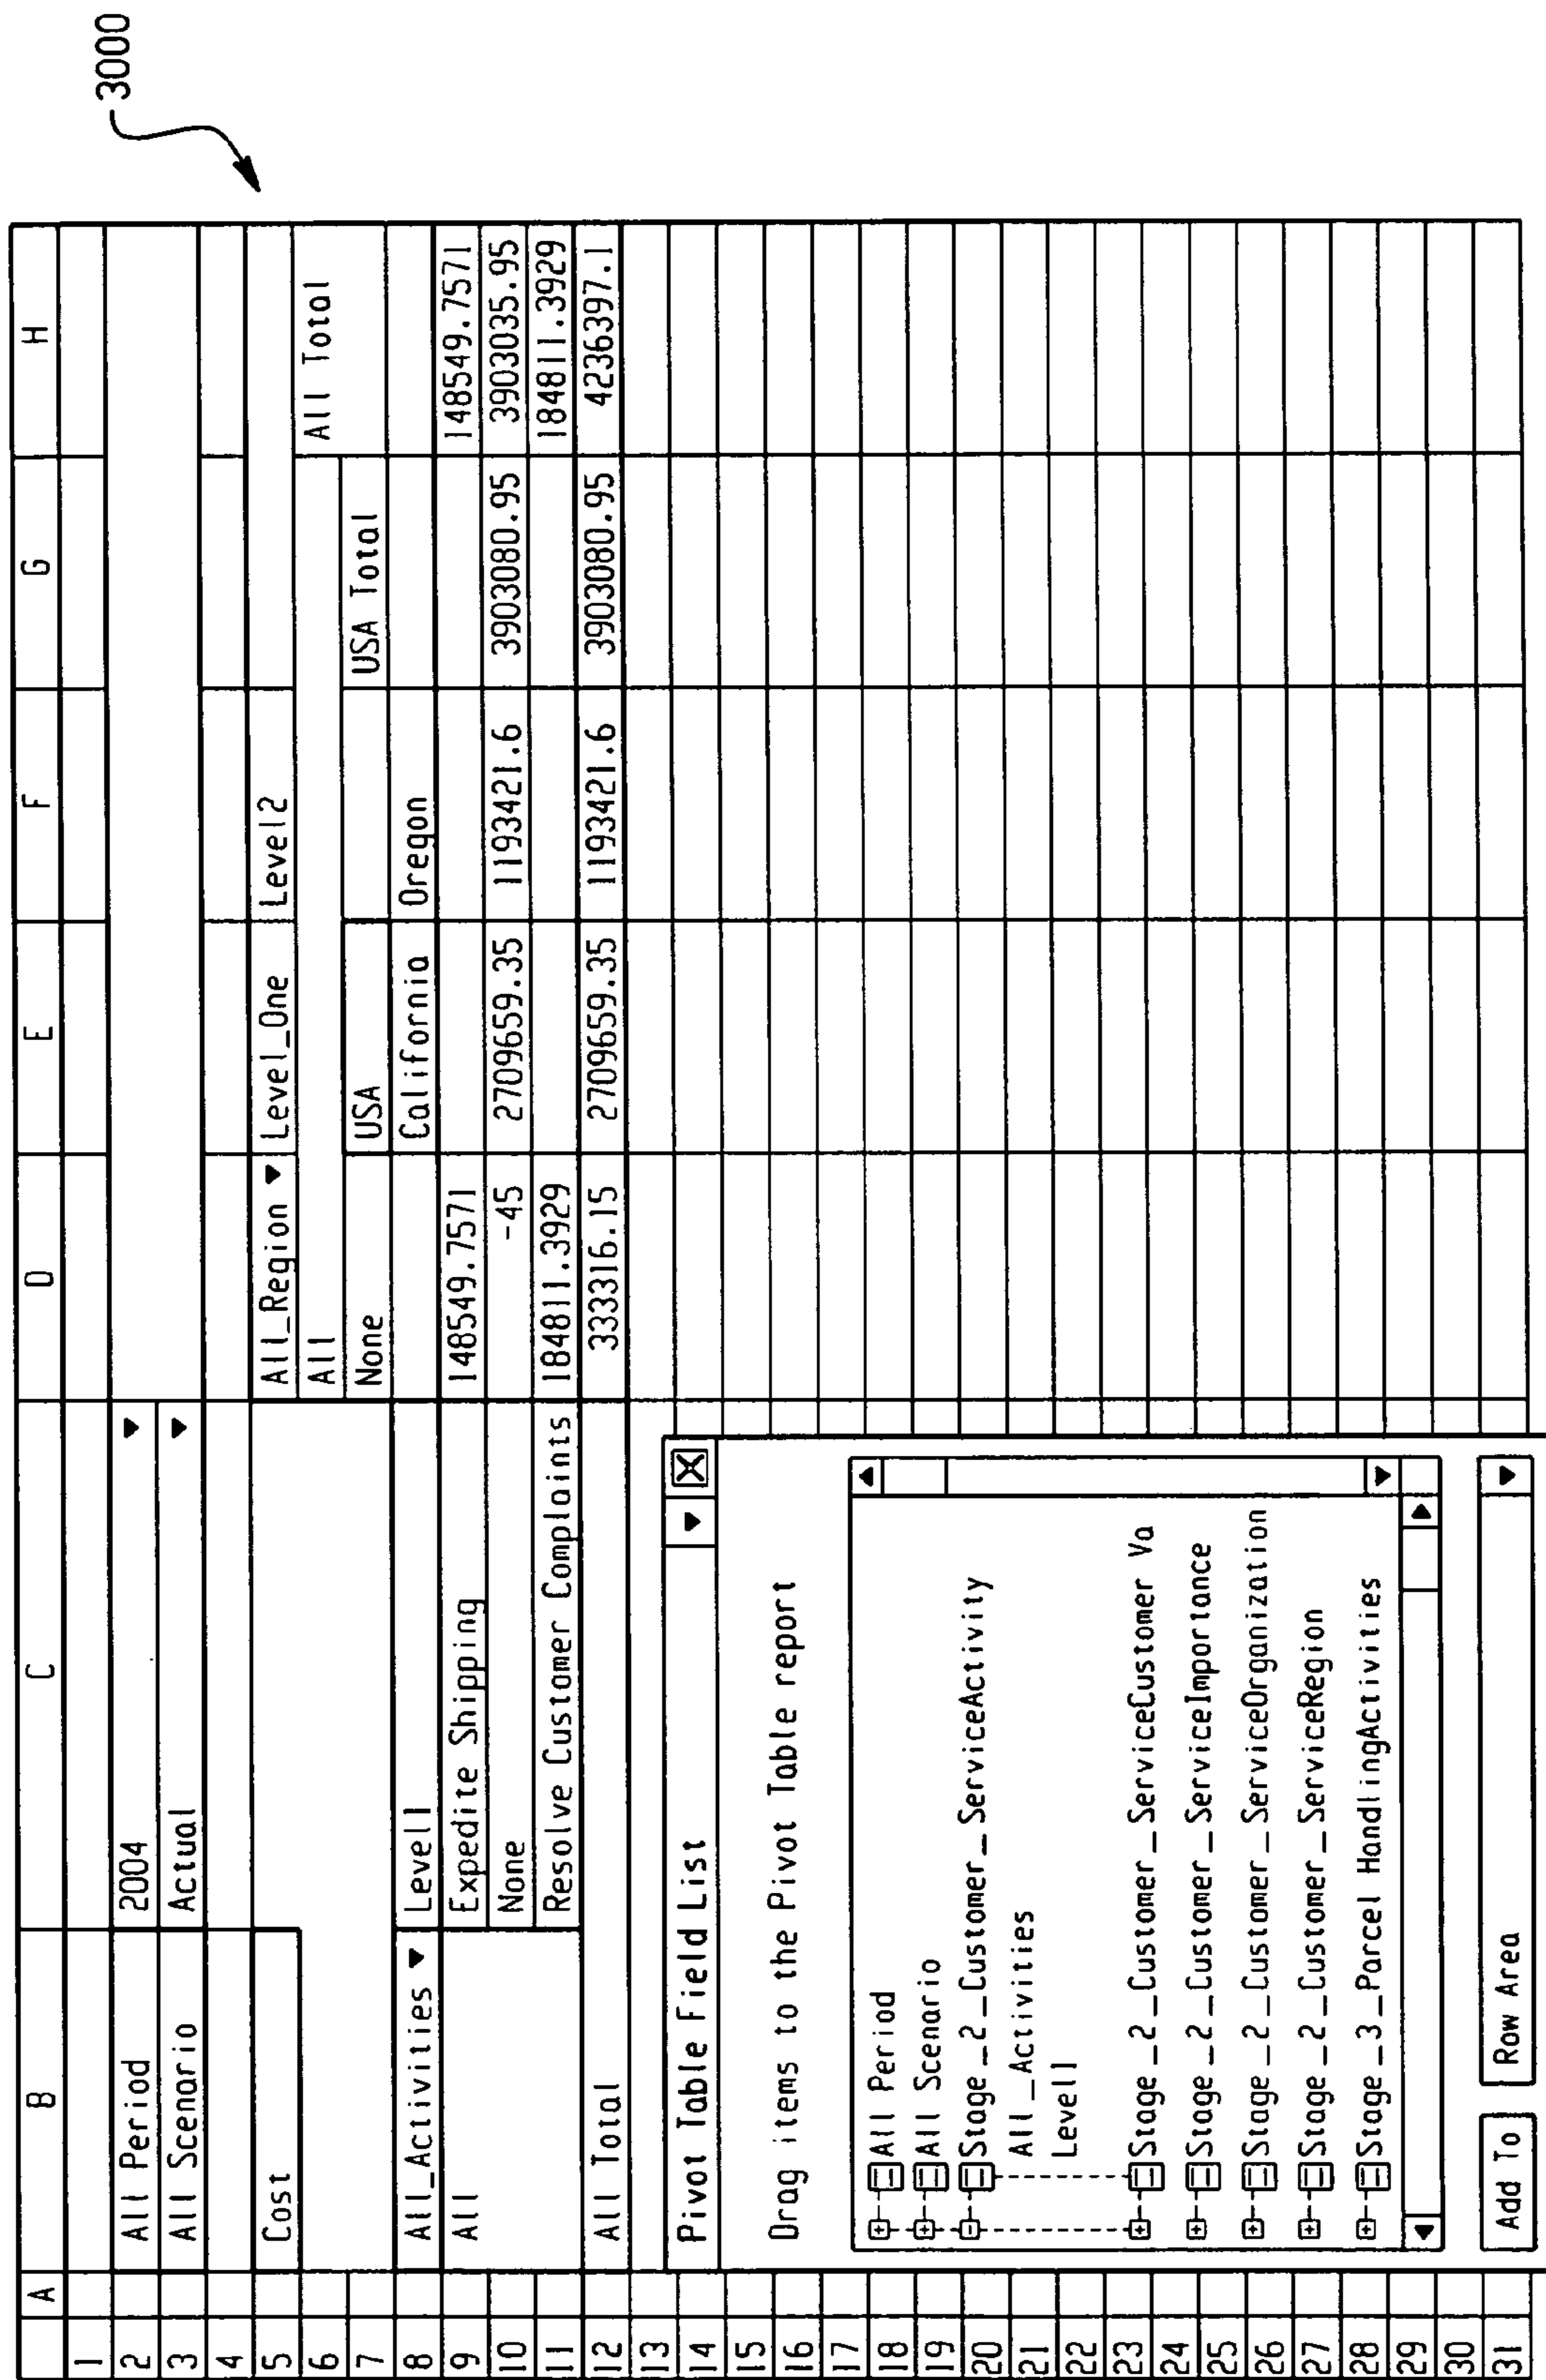 3000
A B C D E F G H
1
2 All Period 2004
3 All Scenario Actual
4
5 Cost All_Region Level_One Level2
6 All All Total
7 None USA USA Total
8 All_Activities Level1 California Oregon
9 All Expedite Shipping 148549.7571 148549.7571
10 None -45 2709659.35 1193421.6 3903080.95 3903035.95
11 Resolve Customer Complaints 184811.3929 184811.3929
12 All Total 333316.15 2709659.35 1193421.6 3903080.95 4236397.1
13
14 Pivot Table Field List
15
16 Drag items to the Pivot Table report
17
18 All Period
19 All Scenario
20 Stage_2_Customer_ServiceActivity
21 All_Activities
22 Level1
23 Stage_2_Customer_ServiceCustomer Va
24 Stage_2_Customer_ServiceImportance
25
26 Stage_2_Customer_ServiceOrganization
27 Stage_2_Customer_ServiceRegion
28 Stage_3_Parcel HandlingActivities
29
30
31 Add To Row Area